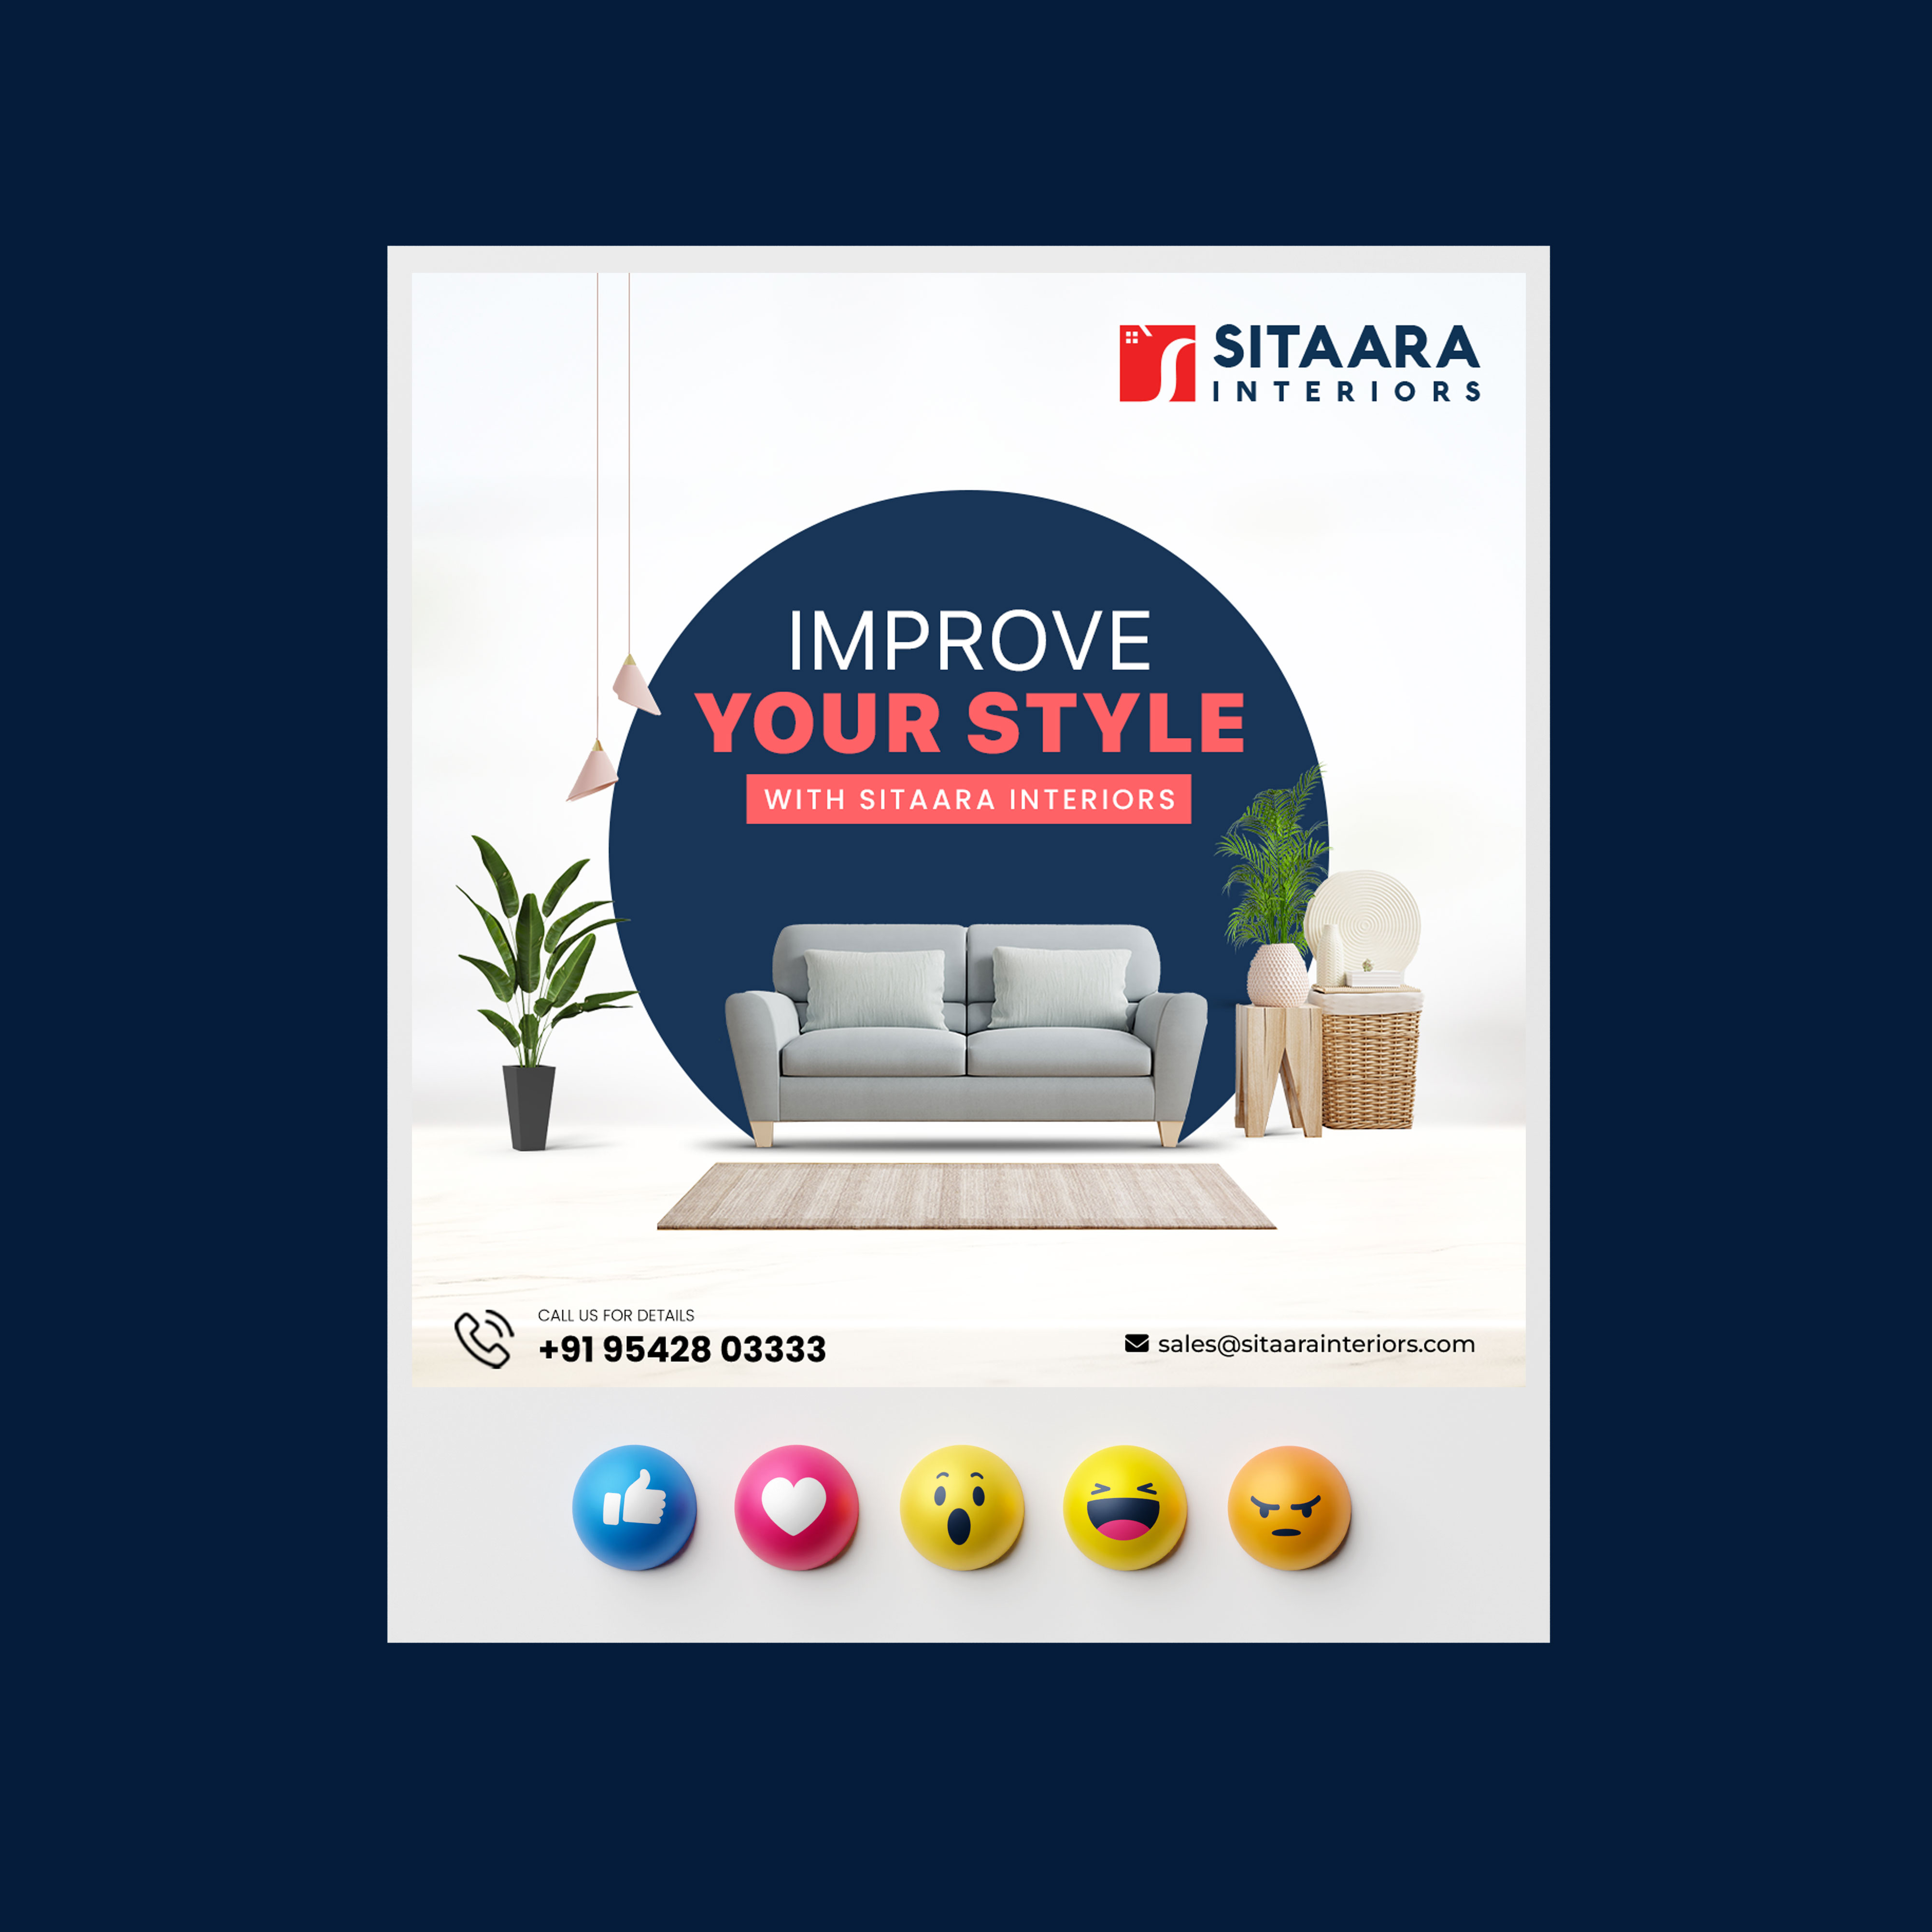 SITAARA
INTERIORS
IMPROVE
YOUR STYLE
WITH SITAARA INTERIORS
CALL US FOR DETAILS
+91 95428 03333
sales@sitaarainteriors.com